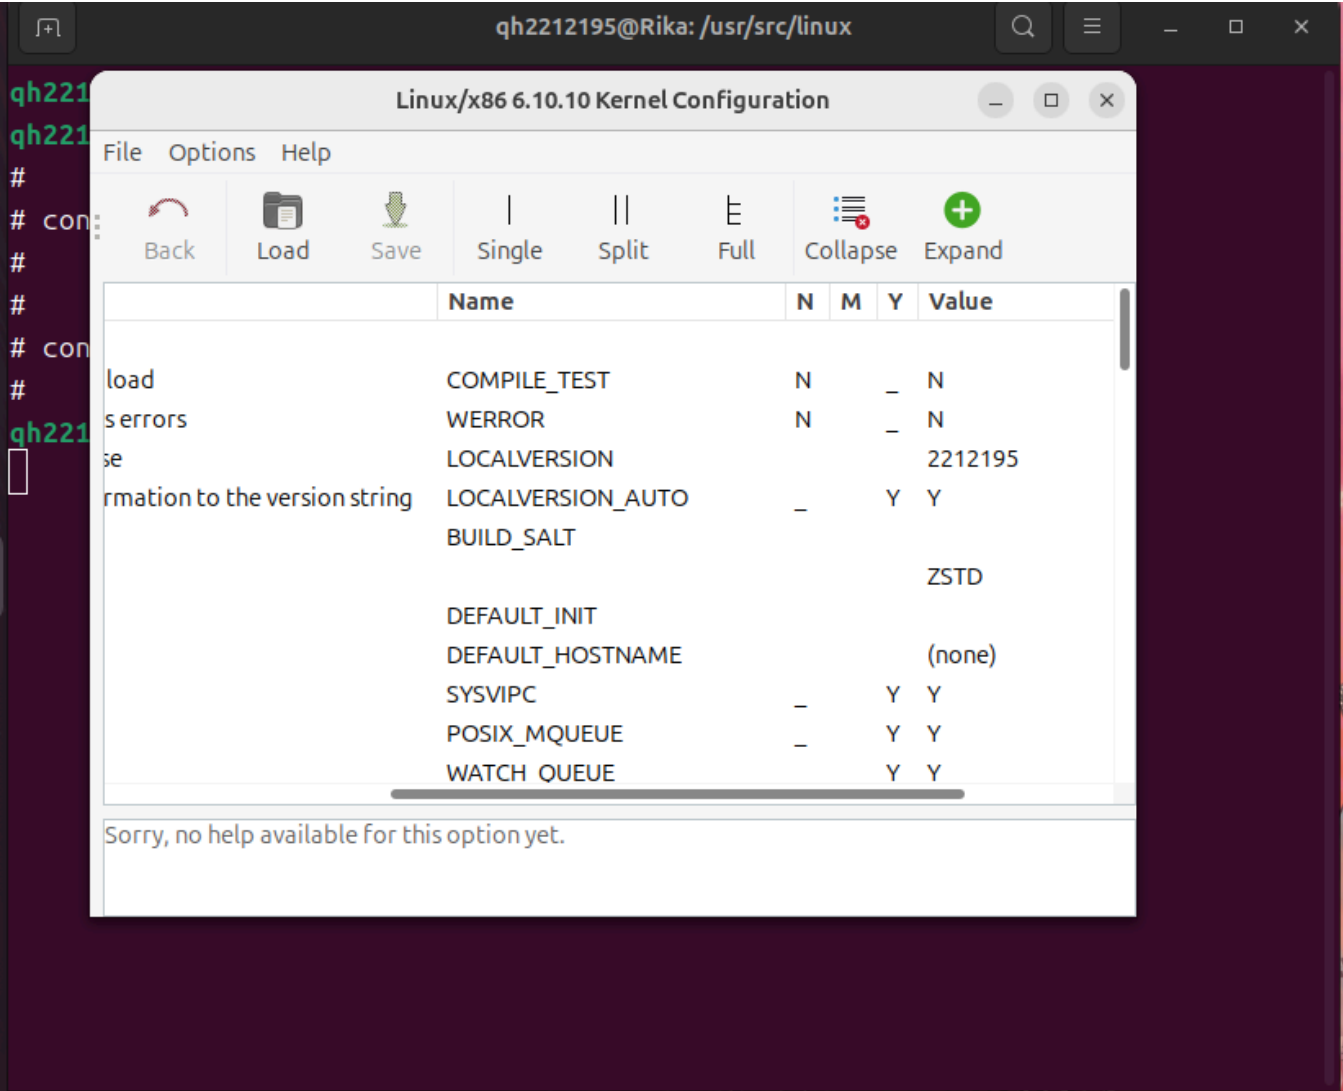 qh2212195@Rika: /usr/src/linux
qh221
qh221
#
# con
#
#
# con
#
qh221
Linux/x86 6.10.10 Kernel Configuration
File Options Help
Back Load Save Single Split Full Collapse Expand
Name N M Y Value
load COMPILE_TEST N _ N
s errors WERROR N _ N
se LOCALVERSION 2212195
rmation to the version string LOCALVERSION_AUTO _ Y Y
BUILD_SALT
ZSTD
DEFAULT_INIT
DEFAULT_HOSTNAME (none)
SYSVIPC _ Y Y
POSIX_MQUEUE _ Y Y
WATCH_QUEUE Y Y
Sorry, no help available for this option yet.